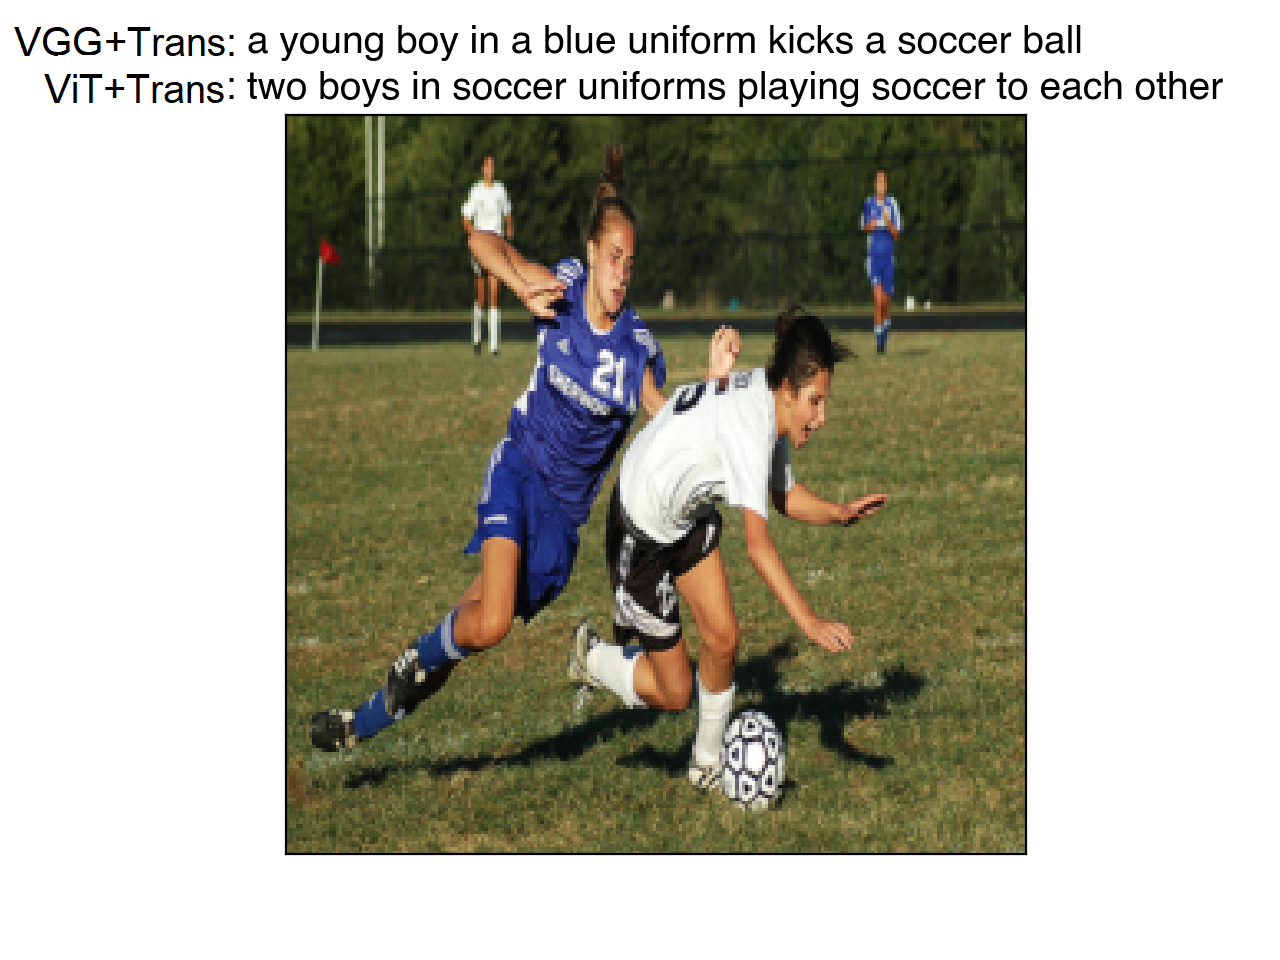 VGG+Trans: a young boy in a blue uniform kicks a soccer ball
ViT+Trans: two boys in soccer uniforms playing soccer to each other
21